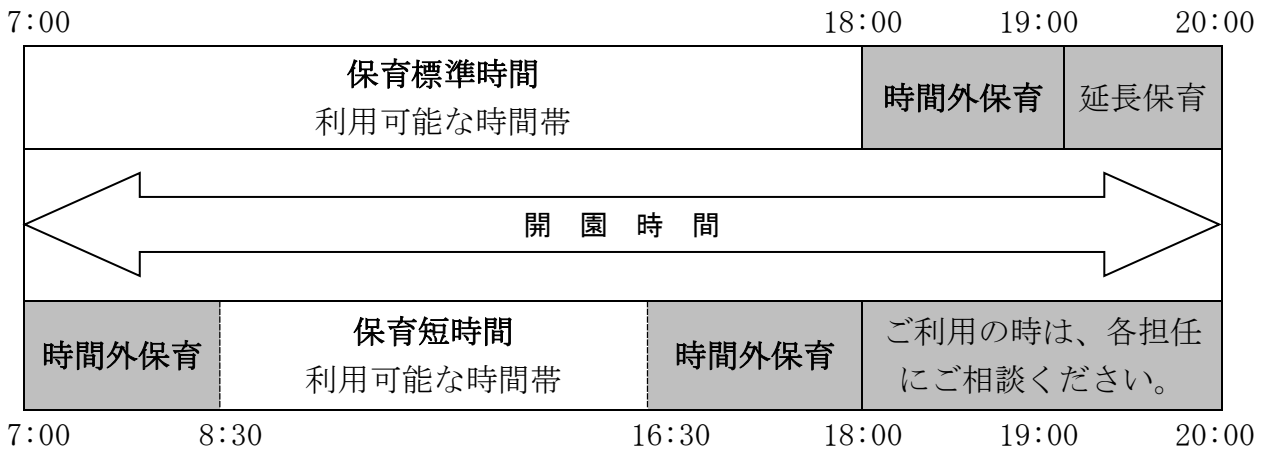 7:00 18:00 19:00 20:00
保育標準時間
利用可能な時間帯
時間外保育
延長保育
開園時間
時間外保育
保育短時間
利用可能な時間帯
時間外保育
ご利用の時は、各担任
にご相談ください。
7:00 8:30 16:30 18:00 19:00 20:00